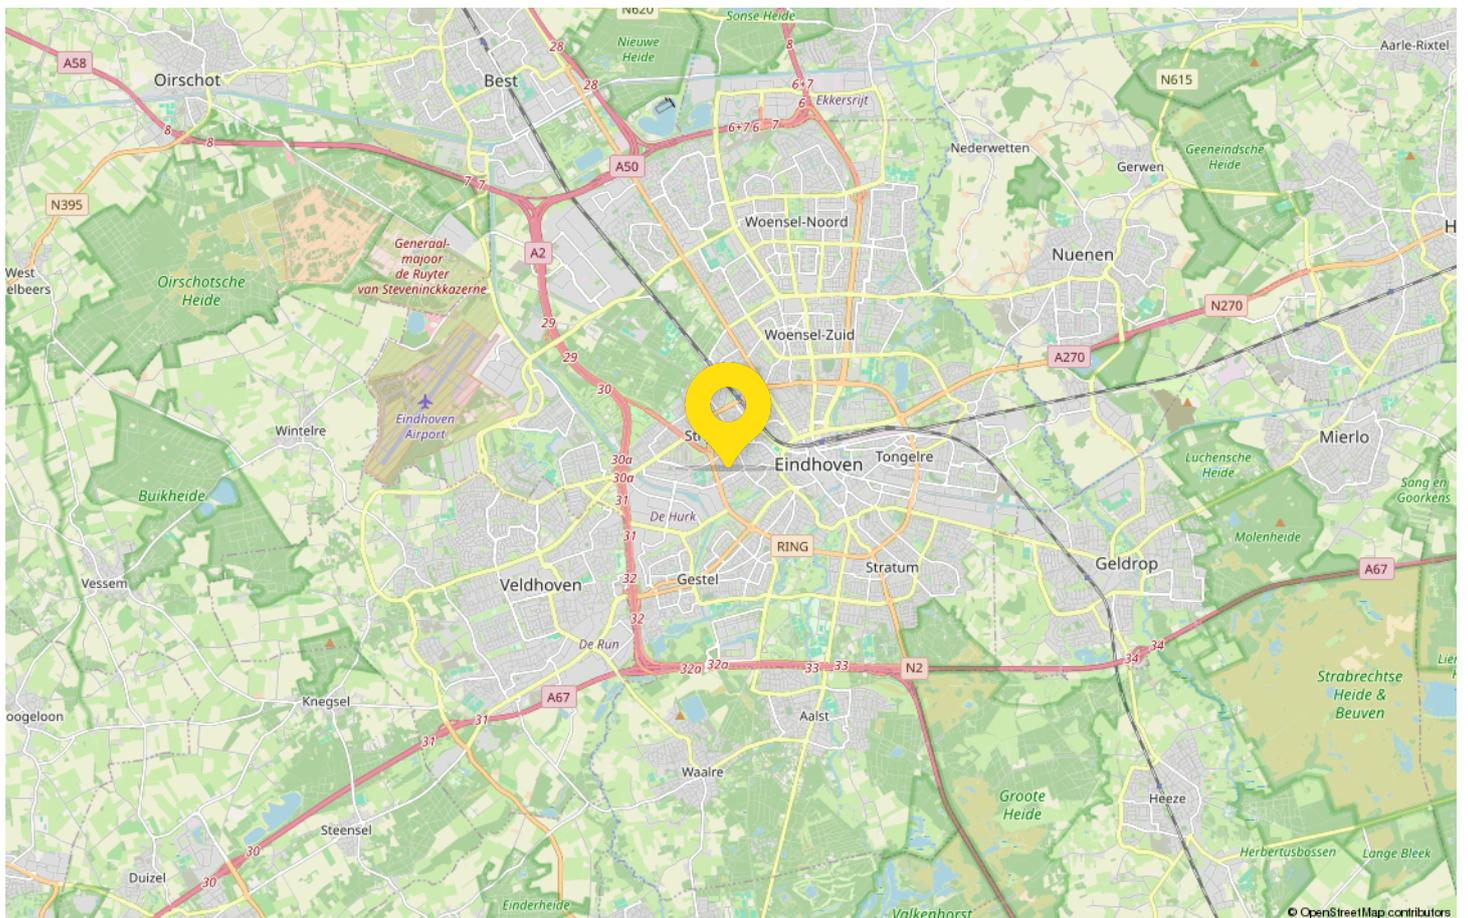 N620
Sonse Heide
28
Nieuwe
Heide
8
Aarle-Rixtel
A58
Oirschot
Best
28
6+7
N615
6
Ekkersrijt
8
8
6+7
6
7
Nederwetten
Geeneindsche
Heide
A50
Gerwen
7
7
N395
Woensel-Noord
H
Generaal-
majoor
de Ruyter
van Steveninckkazerne
A2
Nuenen
West
elbeers
Oirschotsche
Heide
N270
29
Woensel-Zuid
29
A270
30
Eindhoven
Airport
Wintelre
Str
Mierlo
30a
Eindhoven
Tongelre
Luchensche
Heide
30a
Buikheide
31
Sang en
Goorkens
De Hurk
31
RING
Molenheide
Vessem
32
Gestel
Stratum
Geldrop
A67
Veldhoven
32
De Run
34
34
32a
32a
33
33
N2
Strabrechtse
Heide &
Beuven
Lier
H
Knegsel
A67
oogeloon
31
Aalst
31
Waalre
Groote
Heide
Heeze
Steensel
30
Herbertusbossen
Lange Bleek
Duizel
30
Einderheide
Valkenhorst
© OpenStreetMap contributors